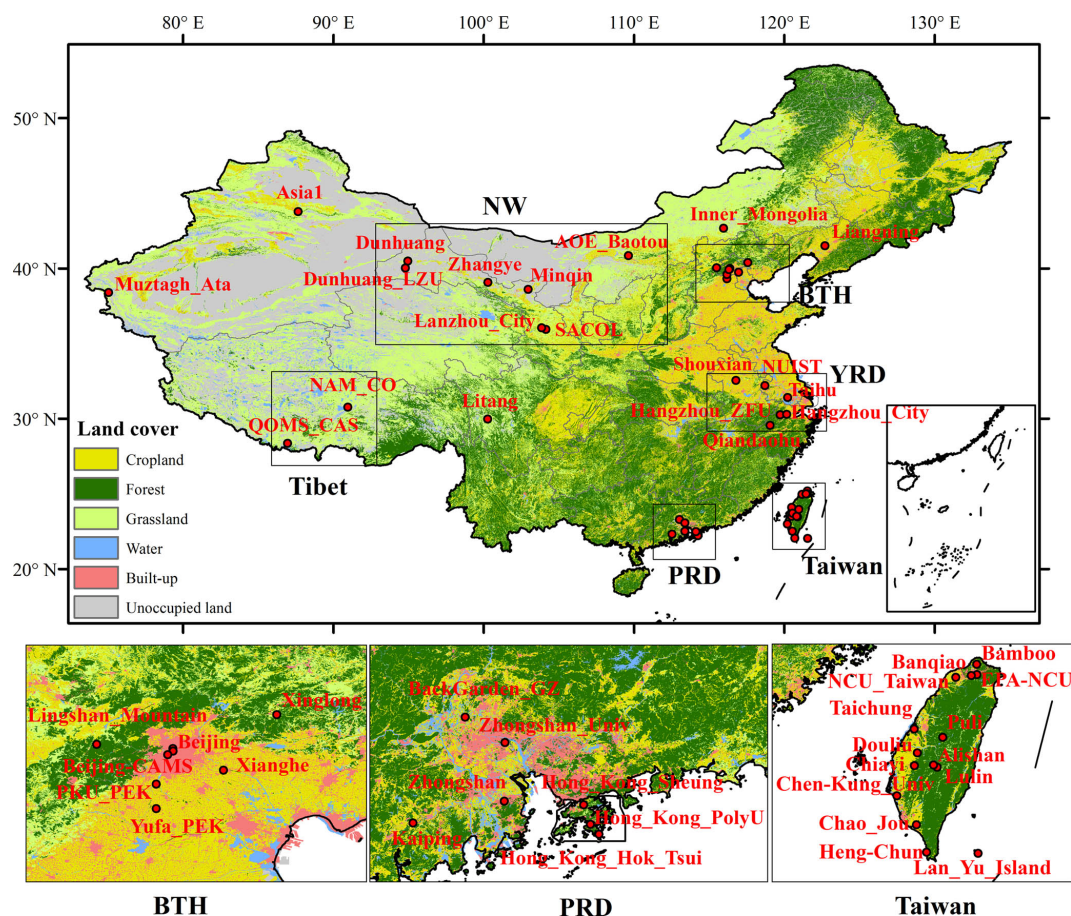 80° E 90° E 100° E 110° E 120° E 130° E
50° N
40° N
30° N
20° N
Asia1
NW
Inner_Mongolia
Dunhuang
AOE_Baotou
Liangning
Dunhuang_LZU
Zhangye
Minqin
Muztagh_Ata
BTH
Lanzhou_City
SACOL
Shouxian
NUIST
YRD
NAM_CO
Litang
Taihu
Hangzhou_ZFU
Hangzhou_City
QOMS_CAS
Qiandaohu
Tibet
PRD
Taiwan
Land cover
Cropland
Forest
Grassland
Water
Built-up
Unoccupied land
Xinglong
Lingshan_Mountain
Beijing
Beijing-CAMS
Xianghe
PKU_PEK
Yufa_PEK
BTH
BackGarden_GZ
Zhongshan_Univ
Zhongshan
Hong_Kong_Sheung
Hong_Kong_PolyU
Kaiping
Hong_Kong_Hok_Tsui
PRD
Bamboo
Banqiao
NCU_Taiwan
EPA-NCU
Taichung
Puli
Douliu
Alishan
Chiayi
Lulin
Chen-Kung_Univ
Chao_Jou
Heng-Chun
Lan_Yu_Island
Taiwan